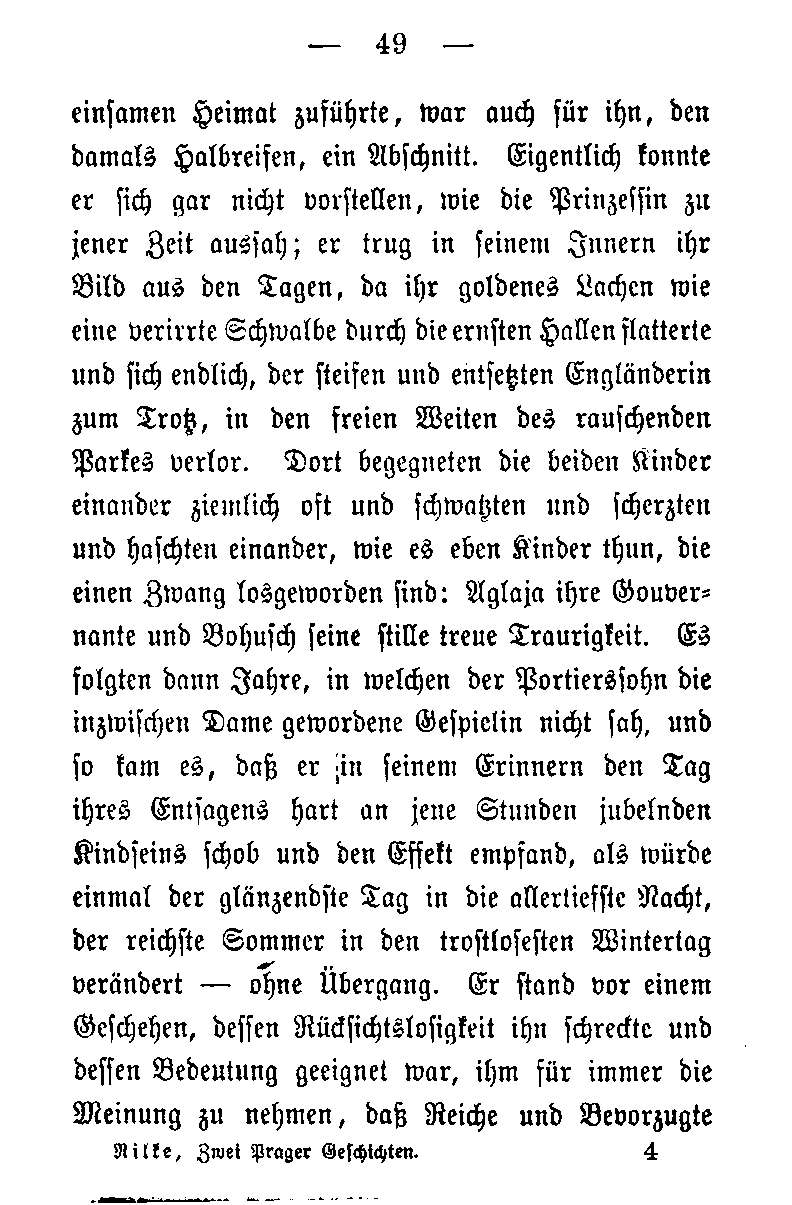 — 49 —
einsamen Heimat zuführte, war auch für ihn, den
damals Halbreifen, ein Abschnitt. Eigentlich konnte
er sich gar nicht vorstellen, wie die Prinzessin zu
jener Zeit aussah; er trug in seinem Innern ihr
Bild aus den Tagen, da ihr goldenes Lachen wie
eine verirrte Schwalbe durch die ernsten Hallen flatterte
und sich endlich, der steifen und entsetzten Engländerin
zum Trotz, in den freien Weiten des rauschenden
Parkes verlor. Dort begegneten die beiden Kinder
einander ziemlich oft und schwatzten und scherzten
und haschten einander, wie es eben Kinder thun, die
einen Zwang losgeworden sind: Aglaja ihre Gouver-
nante und Bohusch seine stille treue Traurigkeit. Es
folgten dann Jahre, in welchen der Portierssohn die
inzwischen Dame gewordene Gespielin nicht sah, und
so kam es, daß er in seinem Erinnern den Tag
ihres Entsagens hart an jene Stunden jubelnden
Kindseins schob und den Effekt empfand, als würde
einmal der glänzendste Tag in die allertiefste Nacht,
der reichste Sommer in den trostlosesten Wintertag
verändert — ohne Übergang. Er stand vor einem
Geschehen, dessen Rücksichtslosigkeit ihn schreckte und
dessen Bedeutung geeignet war, ihm für immer die
Meinung zu nehmen, daß Reiche und Bevorzugte
Rilke, Zwei Prager Geschichten. 4